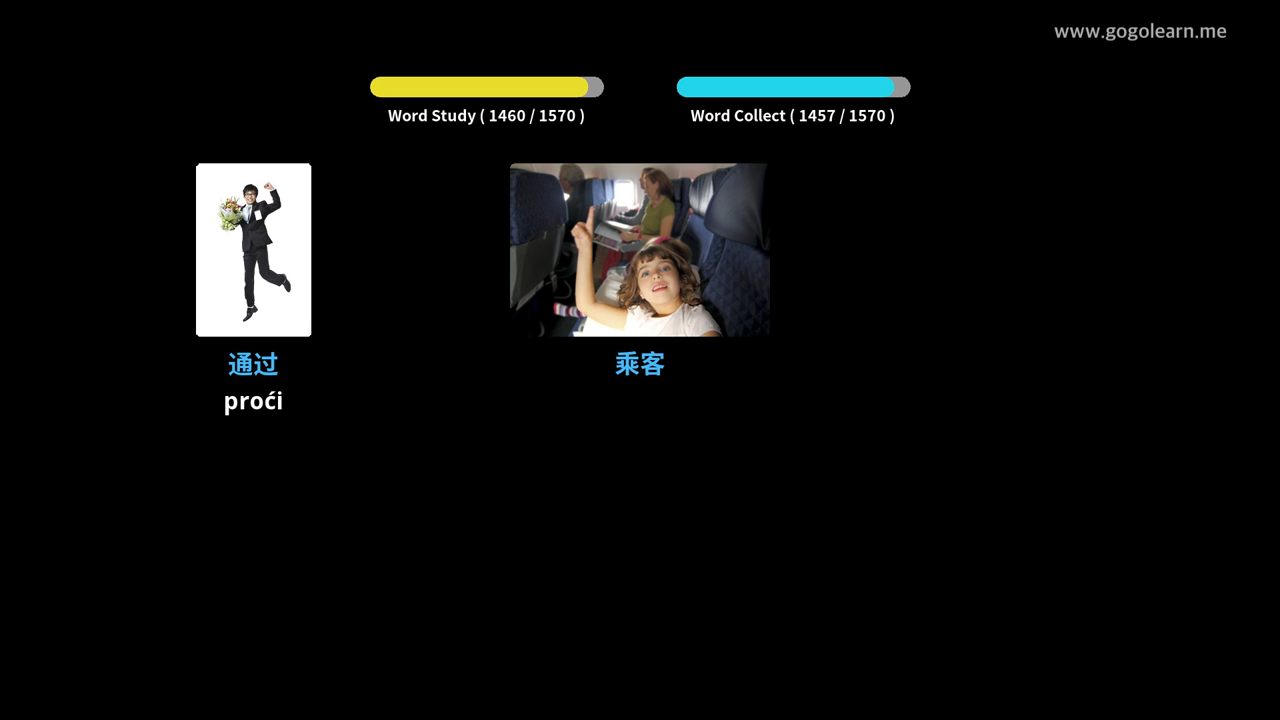 www.gogolearn.me
Word Study ( 1460 / 1570 )
Word Collect ( 1457 / 1570 )
通过
proći
乘客